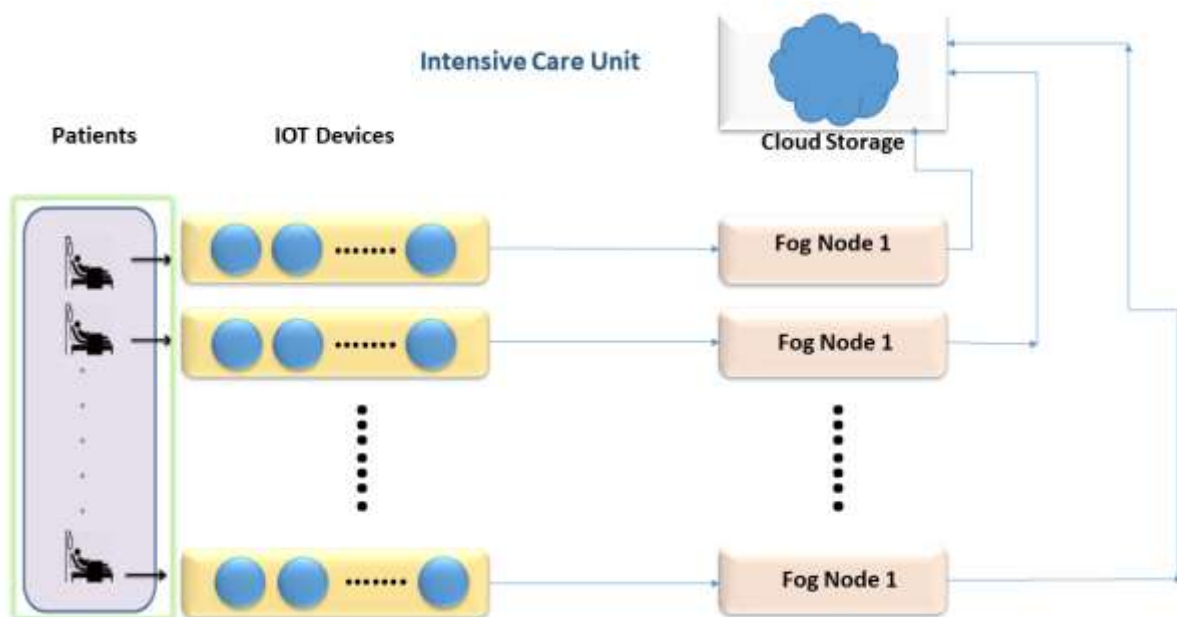 Intensive Care Unit
Patients
IOT Devices
Cloud Storage
Fog Node 1
Fog Node 1
Fog Node 1